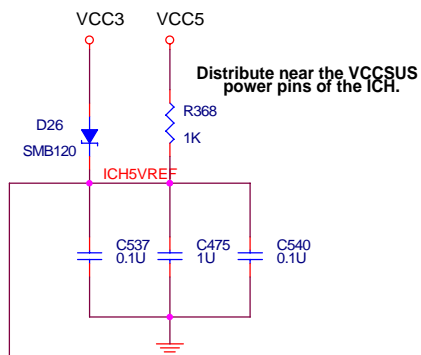 VCC3
VCC5
Distribute near the VCCSUS
power pins of the ICH.
R368
1K
D26
SMB120
ICH5VREF
C537
0.1U
C475
1U
C540
0.1U